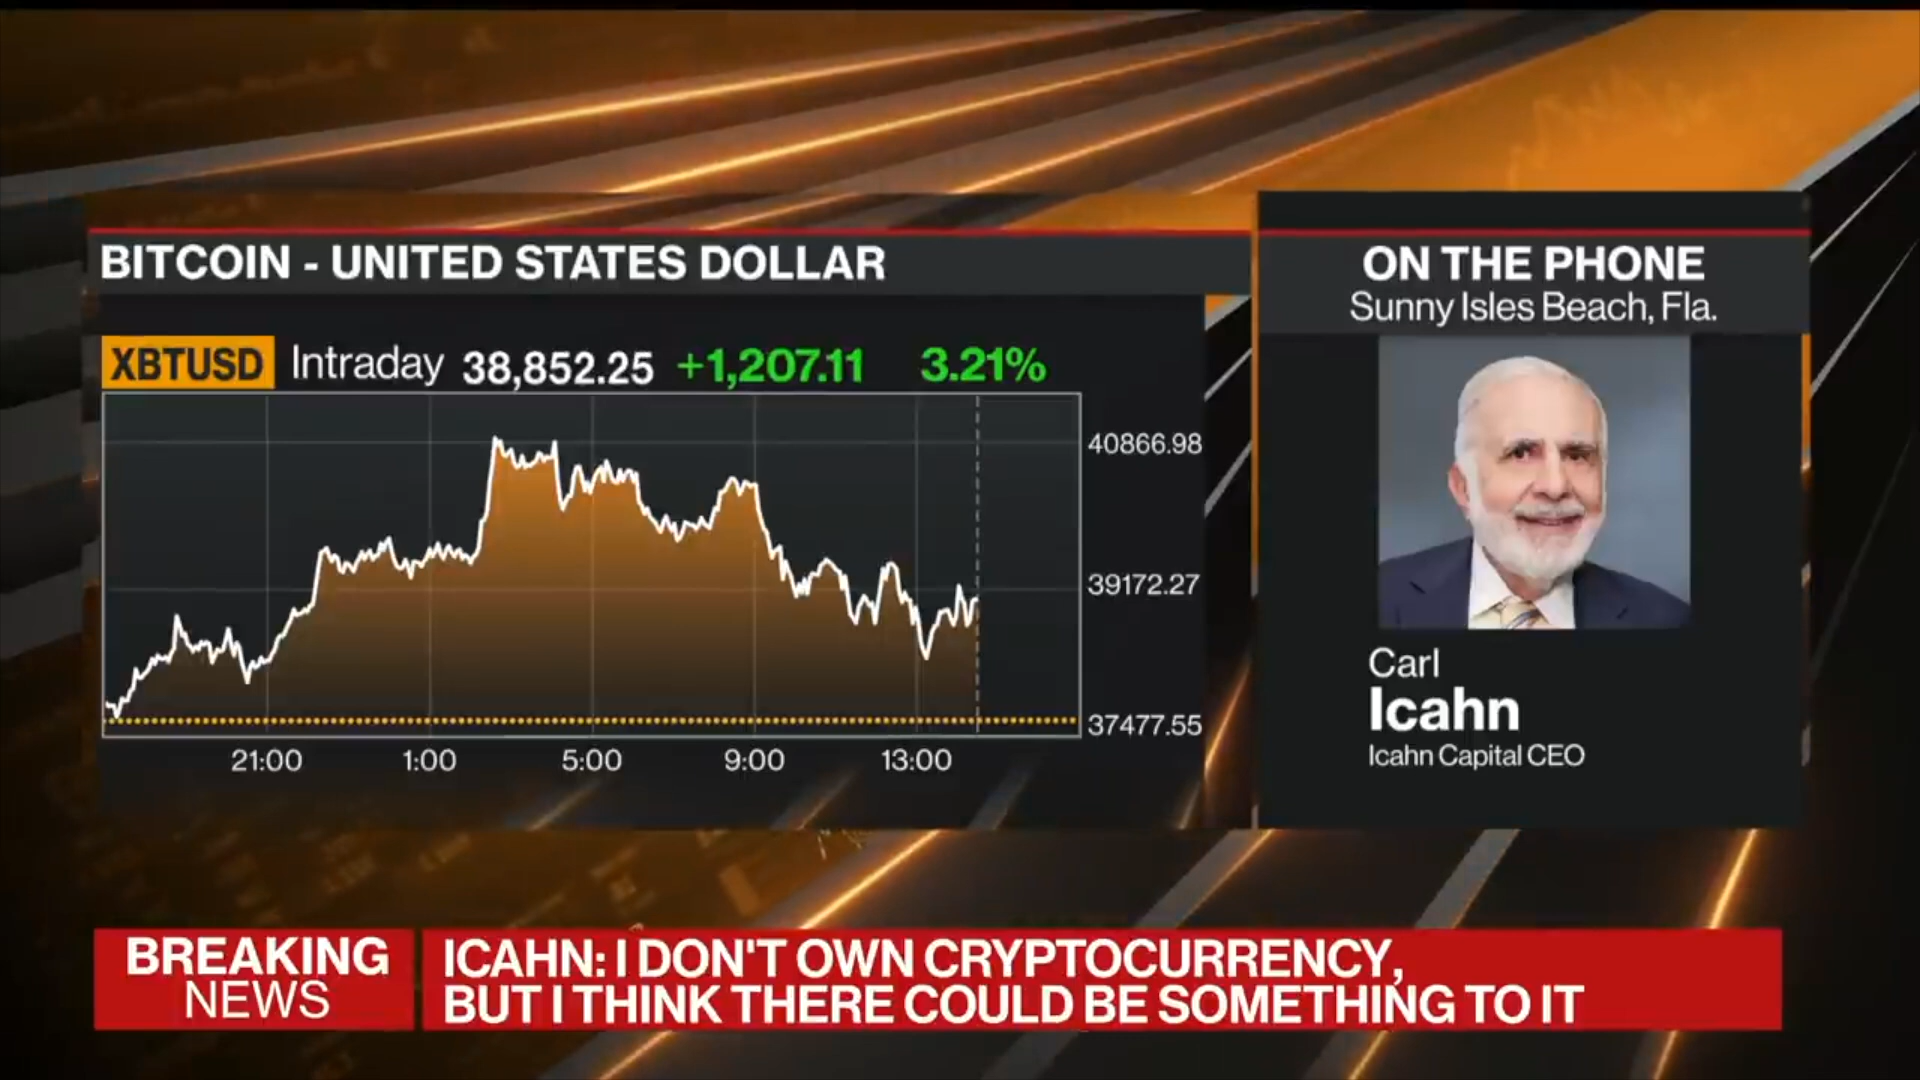 BITCOIN - UNITED STATES DOLLAR
XBTUSD Intraday 38,852.25 +1,207.11 3.21%
40866.98
39172.27
37477.55
21:00 1:00 5:00 9:00 13:00
ON THE PHONE
Sunny Isles Beach, Fla.
Carl
Icahn
Icahn Capital CEO
BREAKING
NEWS
ICAHN: I DON'T OWN CRYPTOCURRENCY,
BUT I THINK THERE COULD BE SOMETHING TO IT